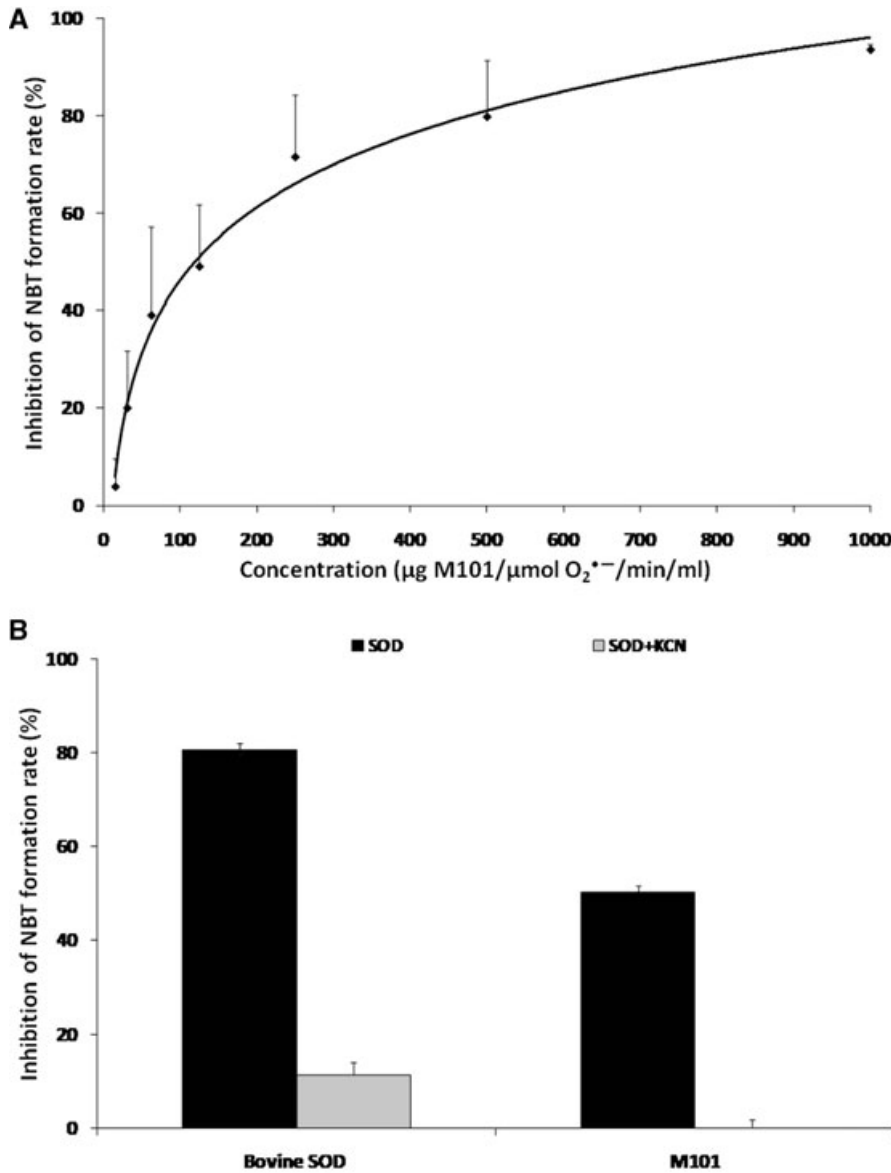 A
Inhibition of NBT formation rate (%)
100
80
60
40
20
0
0 100 200 300 400 500 600 700 800 900 1000
Concentration (µg M101/µmol O₂•−/min/ml)
B
SOD SOD+KCN
Inhibition of NBT formation rate (%)
100
80
60
40
20
0
Bovine SOD M101